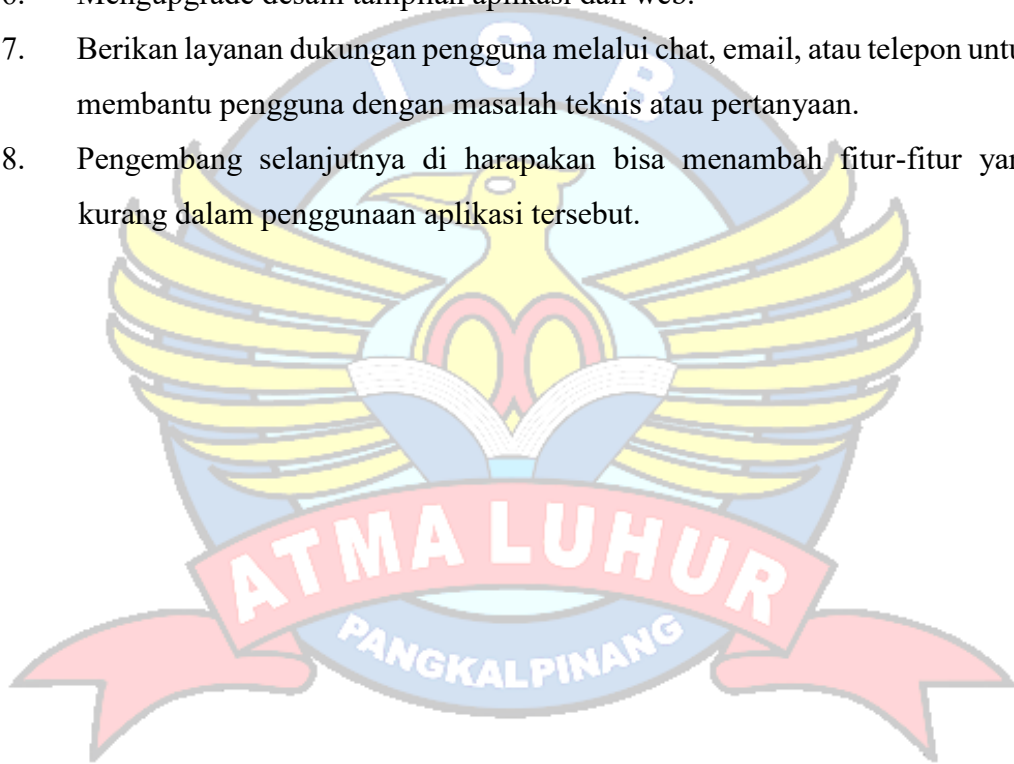 6. Mengupgrade desain tampilan aplikasi dan web.
7. Berikan layanan dukungan pengguna melalui chat, email, atau telepon untu
membantu pengguna dengan masalah teknis atau pertanyaan.
8. Pengembang selanjutnya di harapakan bisa menambah fitur-fitur yan
kurang dalam penggunaan aplikasi tersebut.
I S B
ATMA LUHUR
PANGKALPINANG